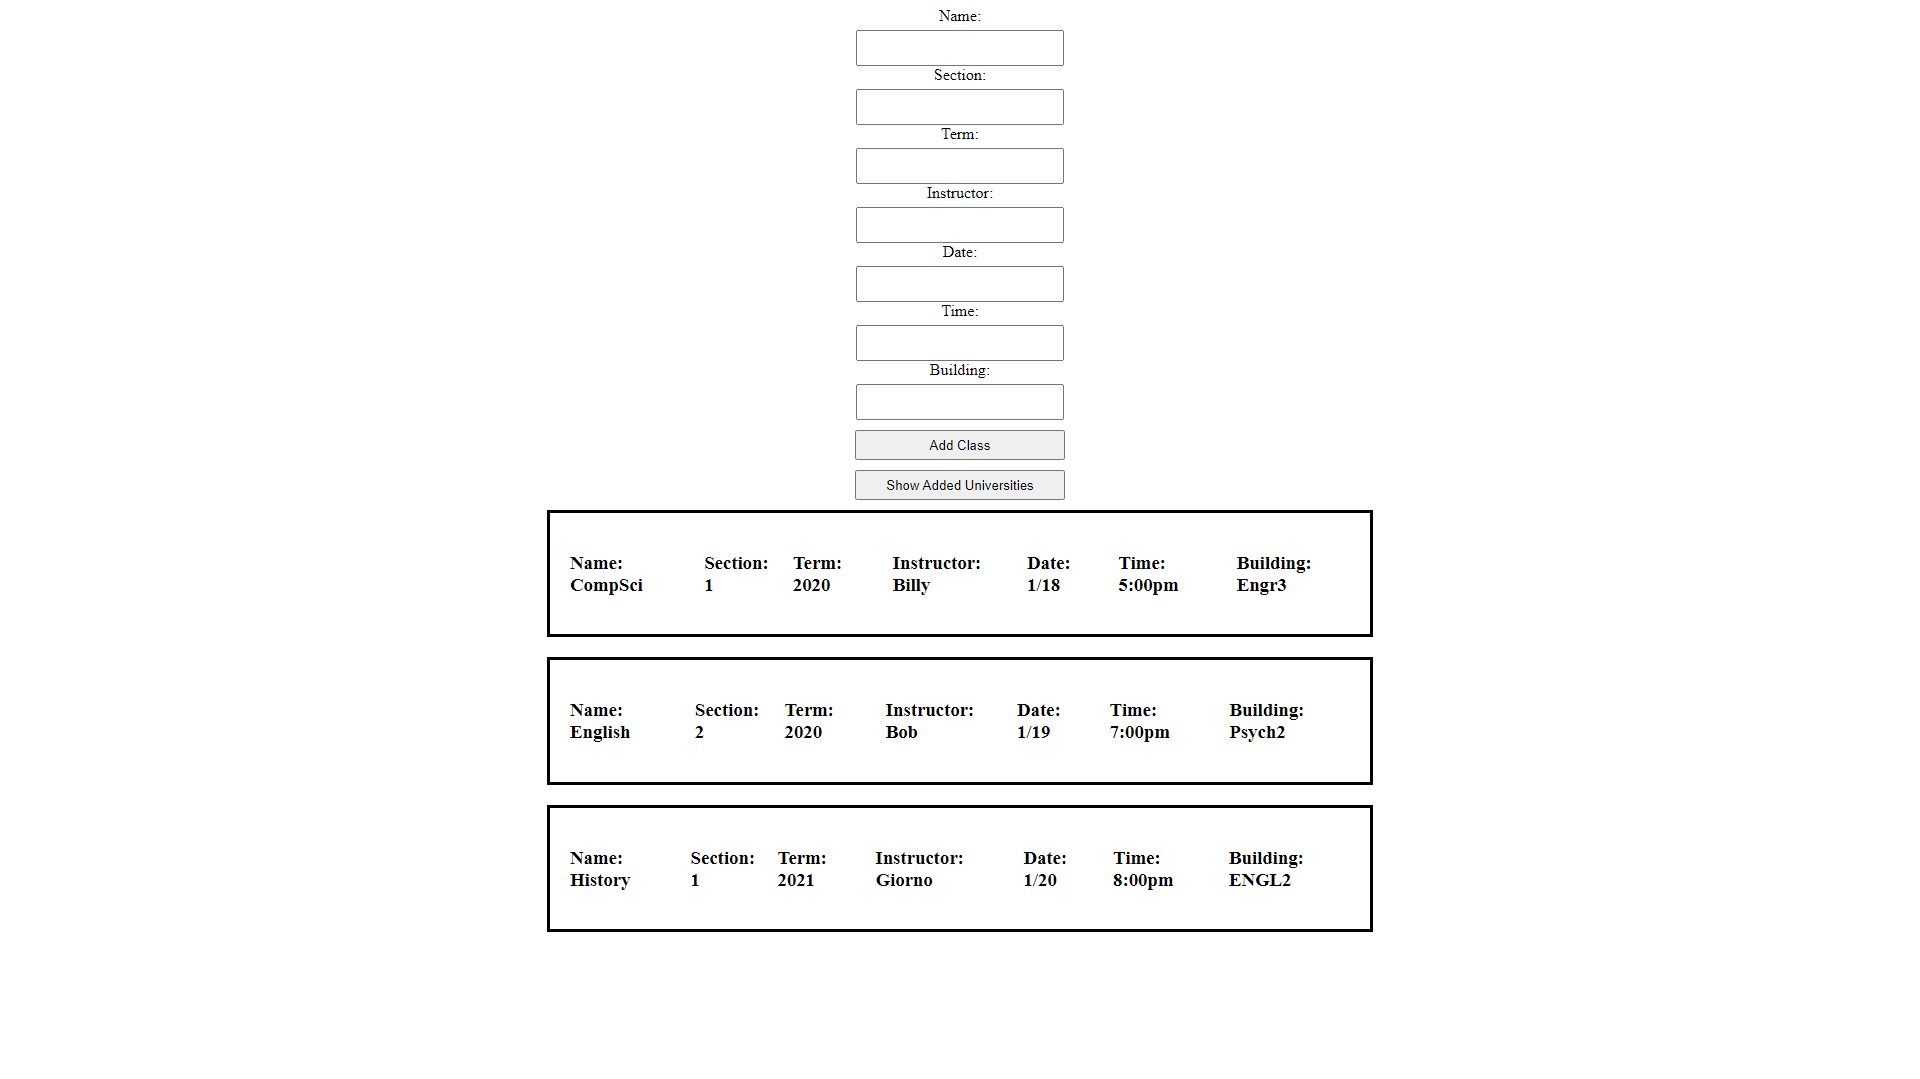 Name:
Section:
Term:
Instructor:
Date:
Time:
Building:
Add Class
Show Added Universities
Name: Section: Term: Instructor: Date: Time: Building:
CompSci 1 2020 Billy 1/18 5:00pm Engr3
Name: Section: Term: Instructor: Date: Time: Building:
English 2 2020 Bob 1/19 7:00pm Psych2
Name: Section: Term: Instructor: Date: Time: Building:
History 1 2021 Giorno 1/20 8:00pm ENGL2